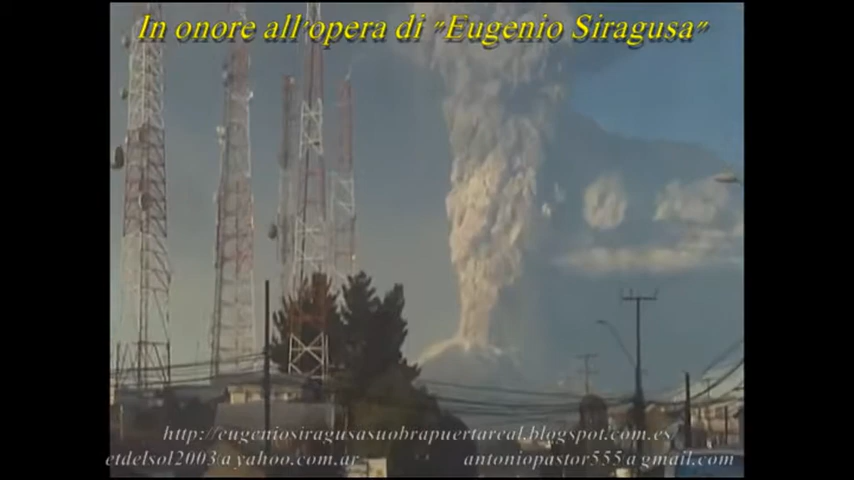 In onore all'opera di "Eugenio Siragusa"
http://eugeniosiragusasuobrapuertareal.blogspot.com.es/
etdelsol2003@yahoo.com.ar antoniopastor555@gmail.com